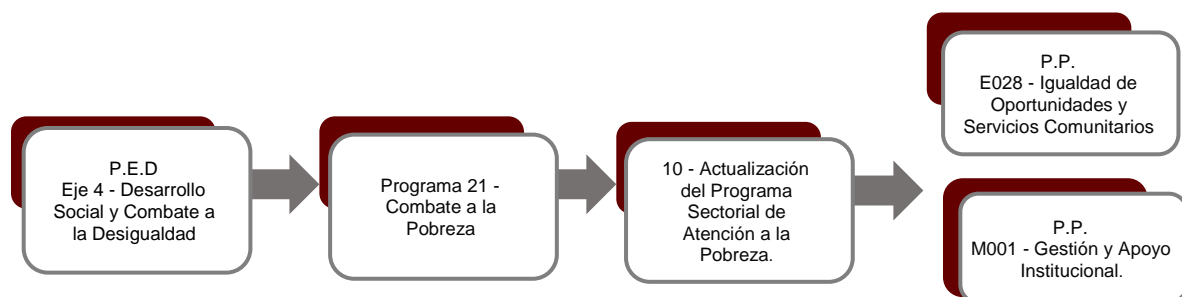 P.E.D
Eje 4 - Desarrollo
Social y Combate a
la Desigualdad
Programa 21 -
Combate a la
Pobreza
10 - Actualización
del Programa
Sectorial de
Atención a la
Pobreza.
P.P.
E028 - Igualdad de
Oportunidades y
Servicios Comunitarios
P.P.
M001 - Gestión y Apoyo
Institucional.